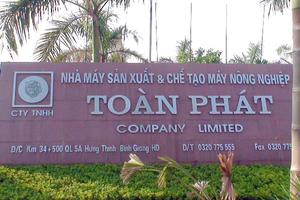 NHÀ MÁY SẢN XUẤT & CHẾ TẠO MÁY NÔNG NGHIỆP
TOÀN PHÁT
CTY TNHH
COMPANY LIMITED
D/C Km 34+500 QL 5A Hưng Thịnh Bình Giang HD D/T 0320 775 555 Fax 0320 775